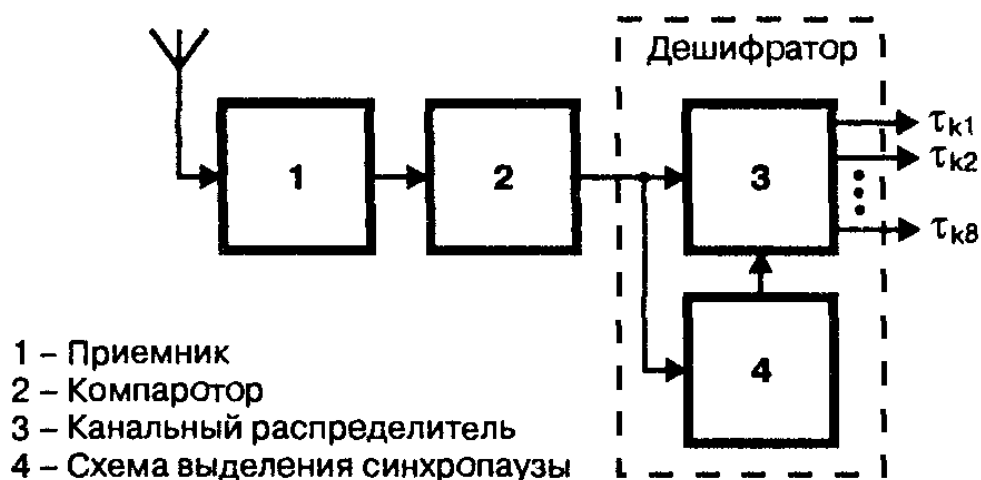 Дешифратор
1
2
3
τk1
τk2
τk8
4
1 – Приемник
2 – Компаротор
3 – Канальный распределитель
4 – Схема выделения синхропаузы